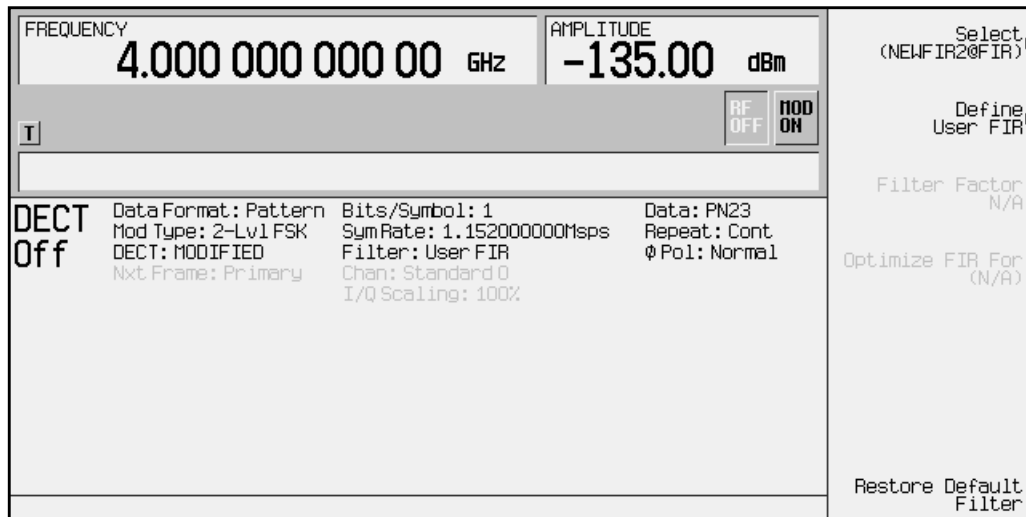 FREQUENCY
4.000 000 000 00 GHz
AMPLITUDE
-135.00 dBm
T
RF
OFF
MOD
ON
DECT
Off
Data Format: Pattern
Mod Type: 2-Lvl FSK
DECT: MODIFIED
Nxt Frame: Primary
Bits/Symbol: 1
Sym Rate: 1.152000000Msps
Filter: User FIR
Chan: Standard 0
I/Q Scaling: 100%
Data: PN23
Repeat: Cont
Φ Pol: Normal
Select
(NEWFIR2@FIR)
Define
User FIR
Filter Factor
N/A
Optimize FIR For
(N/A)
Restore Default
Filter